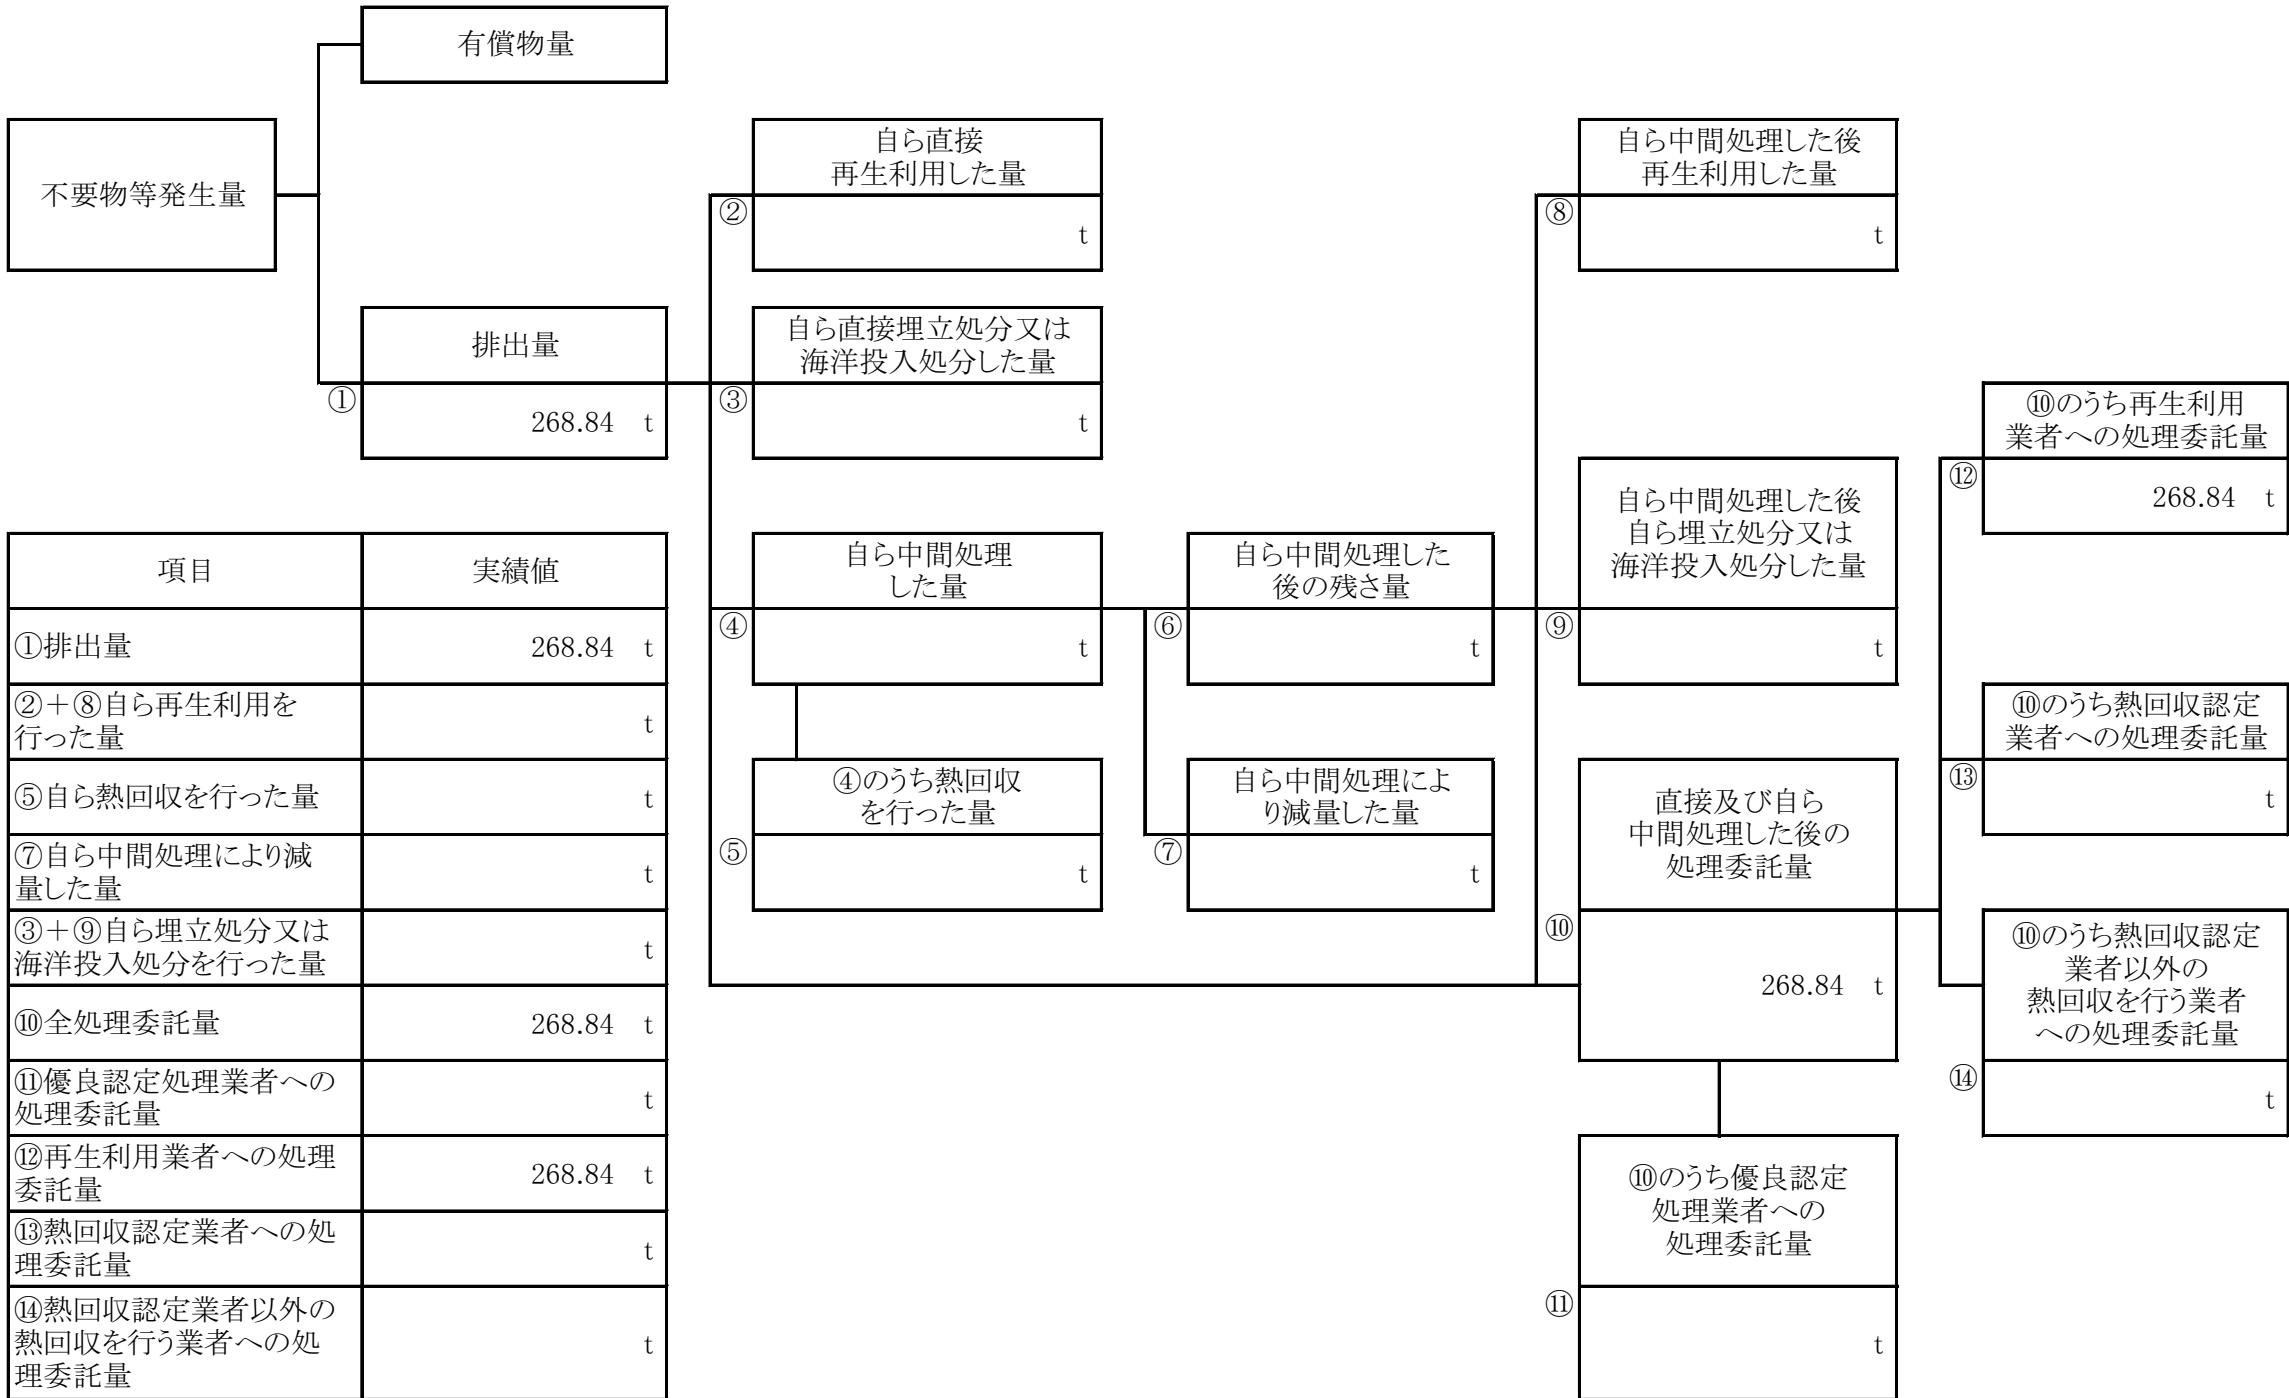 有償物量
不要物等発生量
自ら直接
再生利用した量
②
t
自ら中間処理した後
再生利用した量
⑧
t
排出量
①
268.84 t
自ら直接埋立処分又は
海洋投入処分した量
③
t
⑩のうち再生利用
業者への処理委託量
⑫
268.84 t
自ら中間処理
した量
④
t
自ら中間処理した
後の残さ量
⑥
t
自ら中間処理した後
自ら埋立処分又は
海洋投入処分した量
⑨
t
⑩のうち熱回収認定
業者への処理委託量
⑬
t
④のうち熱回収
を行った量
⑤
t
自ら中間処理によ
り減量した量
⑦
t
直接及び自ら
中間処理した後の
処理委託量
⑩
268.84 t
⑩のうち熱回収認定
業者以外の
熱回収を行う業者
への処理委託量
⑭
t
⑩のうち優良認定
処理業者への
処理委託量
⑪
t
項目 実績値
①排出量 268.84 t
②+⑧自ら再生利用を
行った量 t
⑤自ら熱回収を行った量 t
⑦自ら中間処理により減
量した量 t
③+⑨自ら埋立処分又は
海洋投入処分を行った量 t
⑩全処理委託量 268.84 t
⑪優良認定処理業者への
処理委託量 t
⑫再生利用業者への処理
委託量 268.84 t
⑬熱回収認定業者への処
理委託量 t
⑭熱回収認定業者以外の
熱回収を行う業者への処
理委託量 t